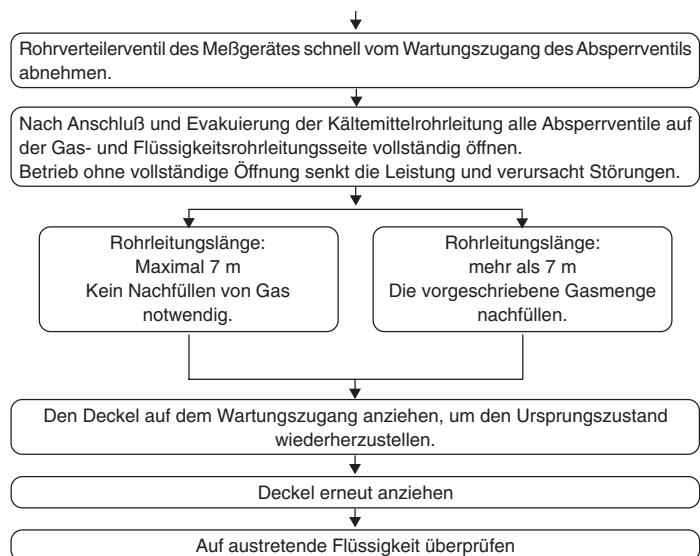 Rohrverteilerventil des Meßgerätes schnell vom Wartungszugang des Absperrventils
abnehmen.
Nach Anschluß und Evakuierung der Kältemittelrohrleitung alle Absperrventile auf
der Gas- und Flüssigkeitsrohrleitungsseite vollständig öffnen.
Betrieb ohne vollständige Öffnung senkt die Leistung und verursacht Störungen.
Rohrleitungslänge:
Maximal 7 m
Kein Nachfüllen von Gas
notwendig.
Rohrleitungslänge:
mehr als 7 m
Die vorgeschriebene Gasmenge
nachfüllen.
Den Deckel auf dem Wartungszugang anziehen, um den Ursprungszustand
wiederherzustellen.
Deckel erneut anziehen
Auf austretende Flüssigkeit überprüfen